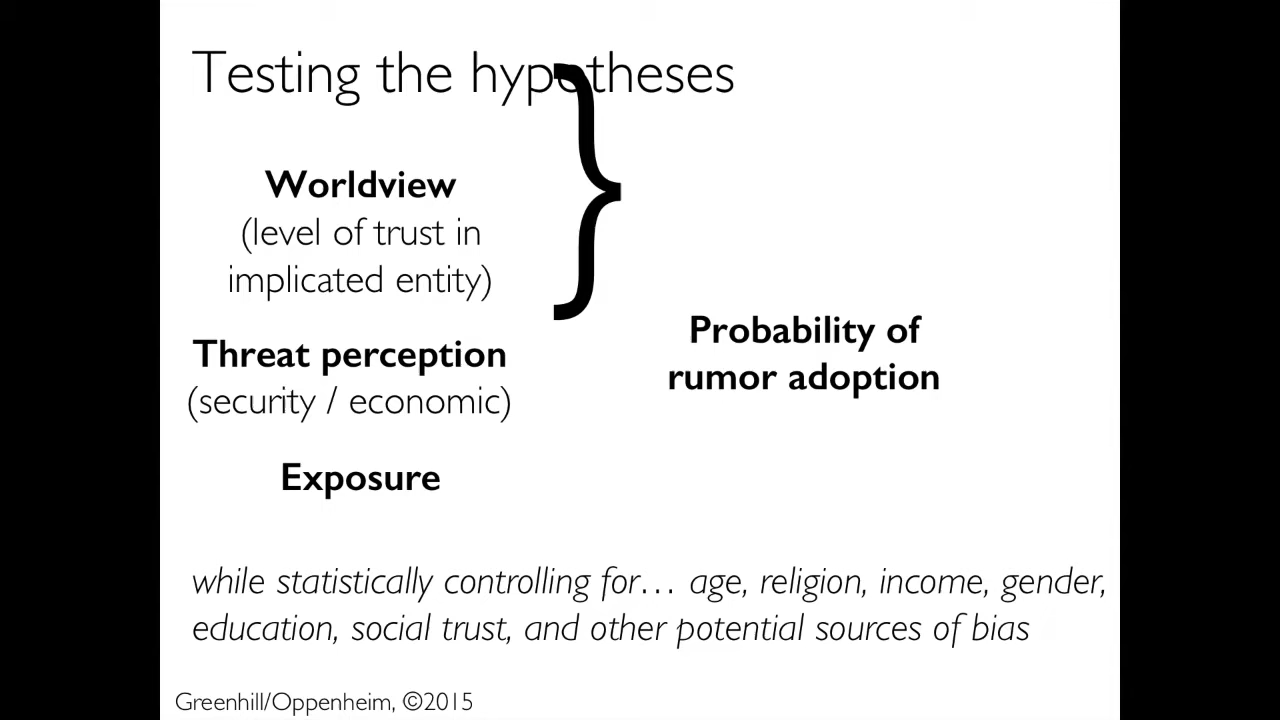 Testing the hypotheses
Worldview
(level of trust in
implicated entity)
}
Threat perception
(security / economic)
Exposure
Probability of
rumor adoption
while statistically controlling for… age, religion, income, gender,
education, social trust, and other potential sources of bias
Greenhill/Oppenheim, ©2015